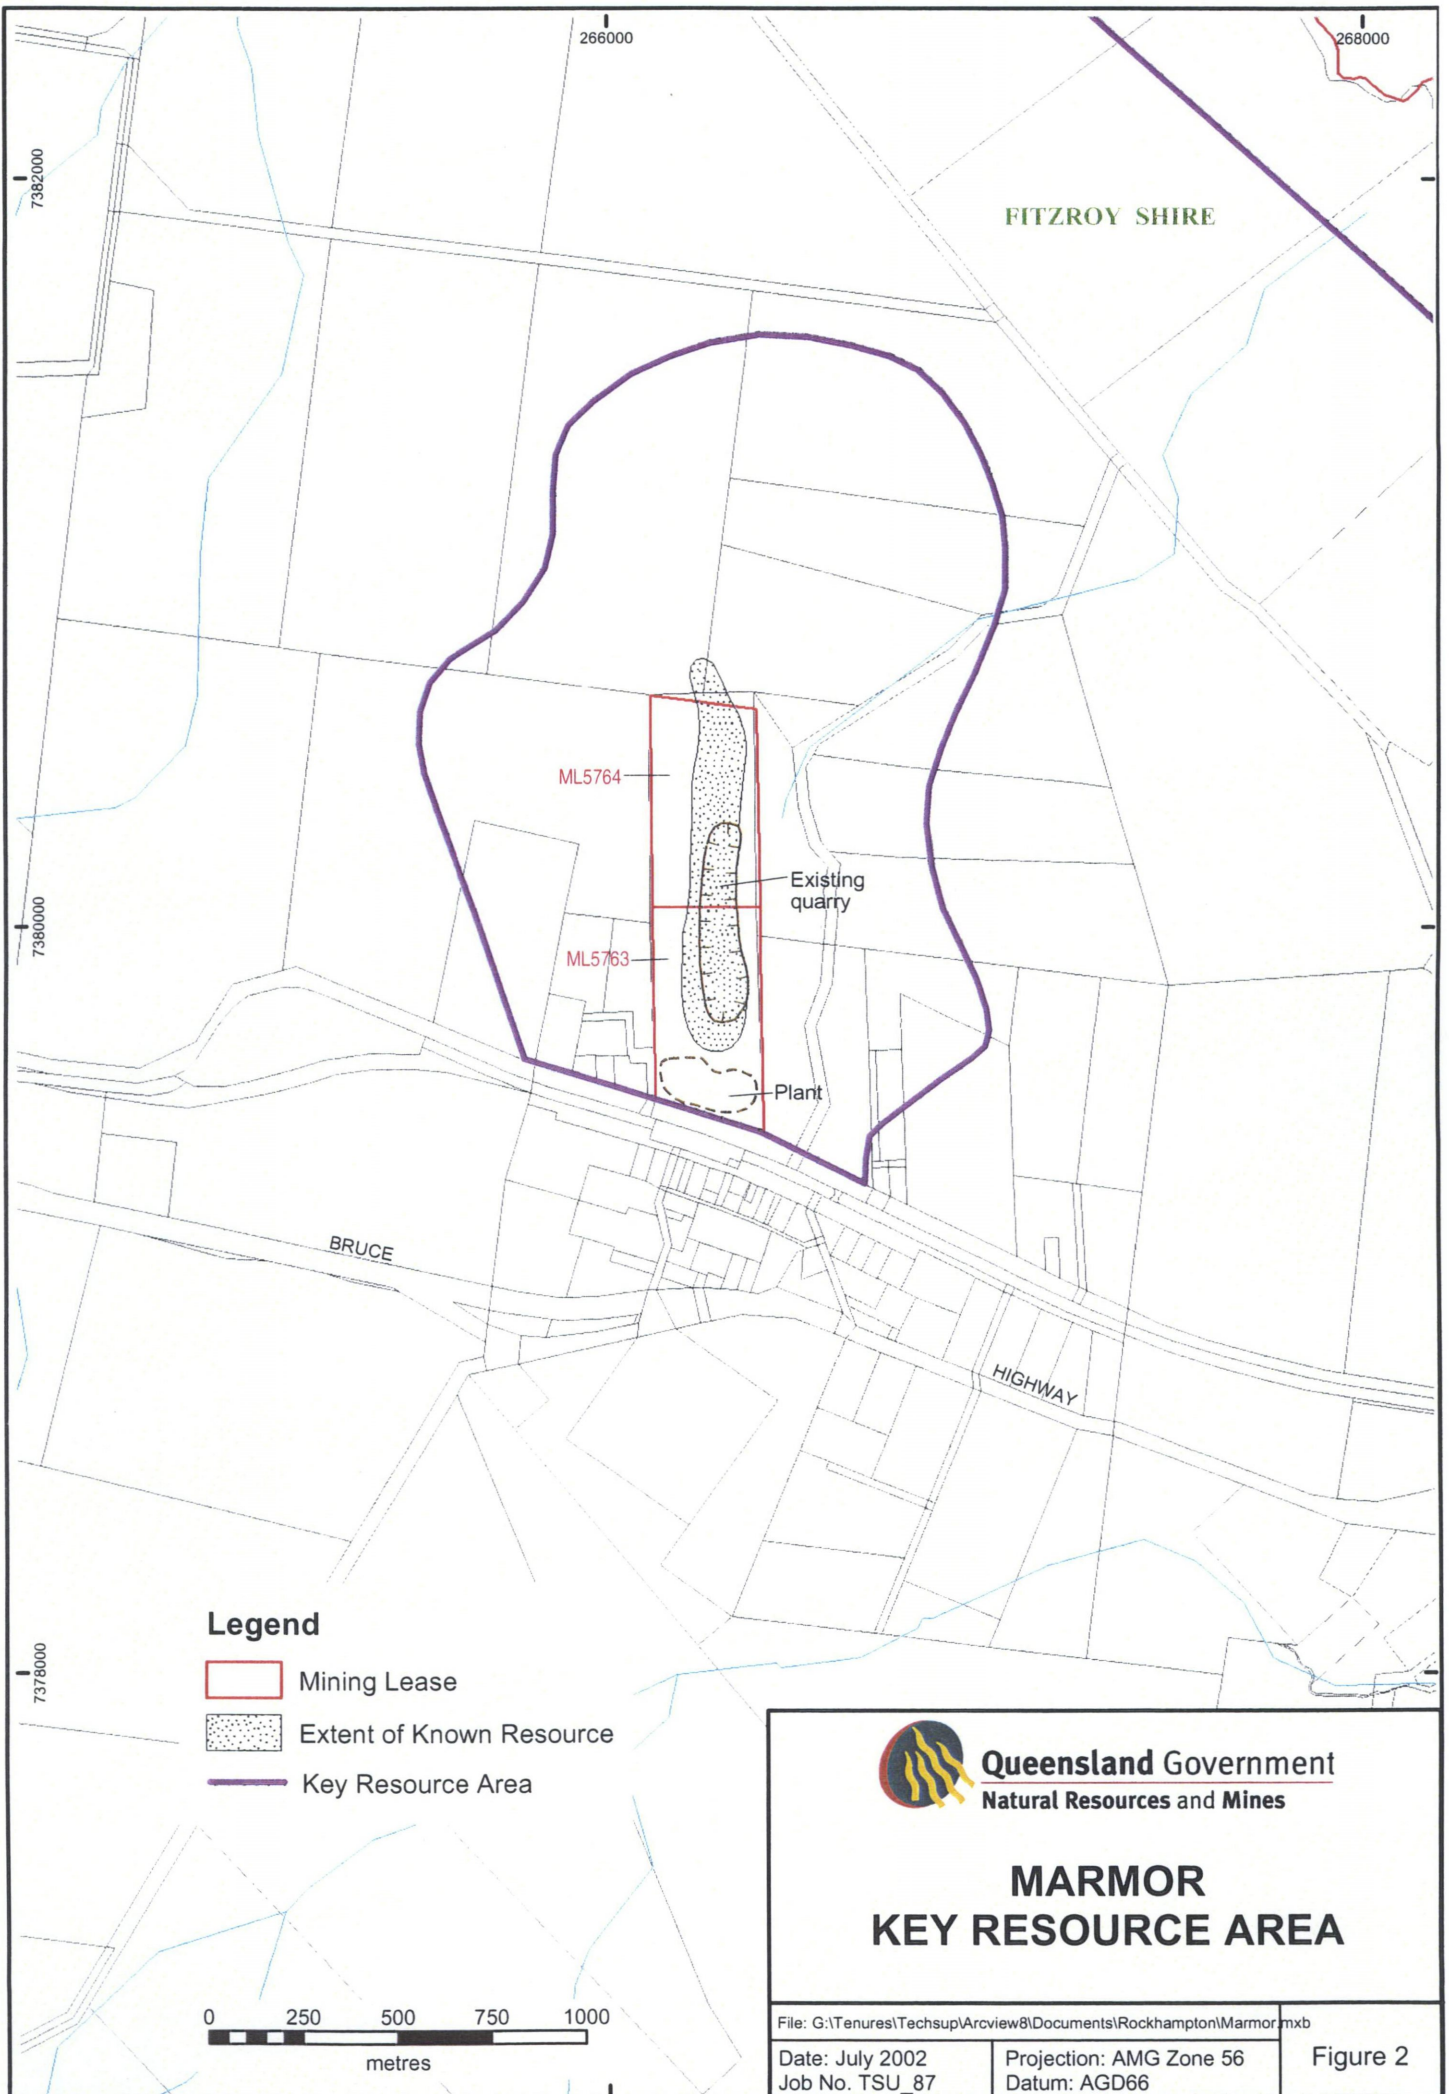 266000
268000
7382000
FITZROY SHIRE
ML5764
Existing
quarry
7380000
ML5763
Plant
BRUCE
HIGHWAY
Legend
Mining Lease
Extent of Known Resource
Key Resource Area
7378000
Queensland Government
Natural Resources and Mines
MARMOR
KEY RESOURCE AREA
0 250 500 750 1000
metres
File: G:\Tenures\Techsup\Arcview8\Documents\Rockhampton\Marmor.mxb
Date: July 2002
Job No. TSU_87
Projection: AMG Zone 56
Datum: AGD66
Figure 2